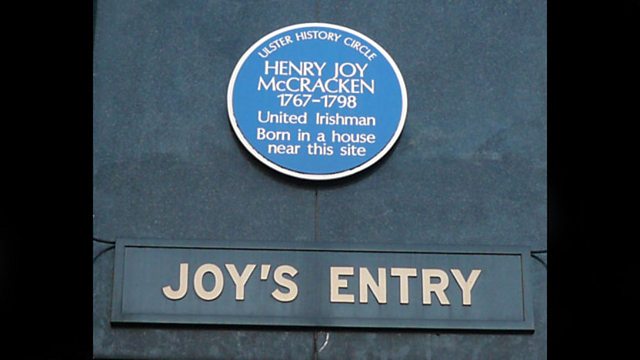 ULSTER HISTORY CIRCLE
HENRY JOY
McCRACKEN
1767–1798
United Irishman
Born in a house
near this site
JOY'S ENTRY